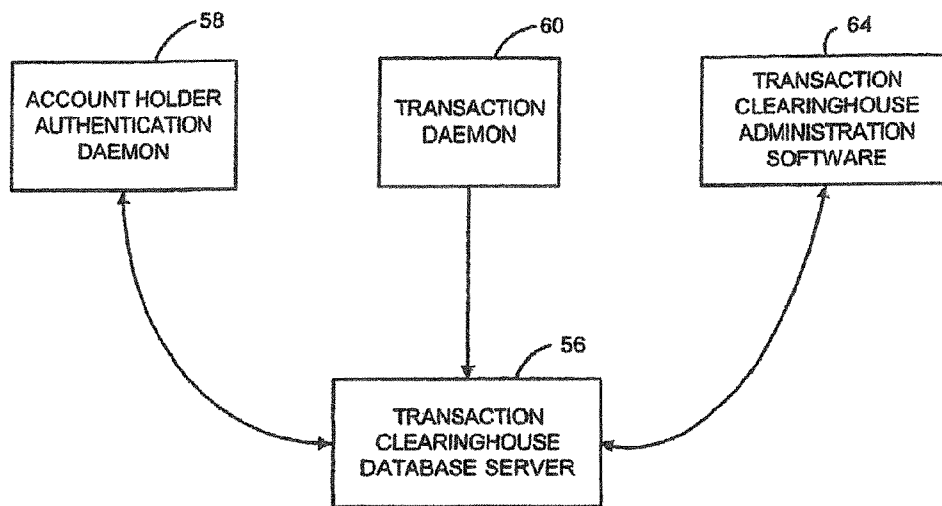 58
ACCOUNT HOLDER
AUTHENTICATION
DAEMON
60
TRANSACTION
DAEMON
64
TRANSACTION
CLEARINGHOUSE
ADMINISTRATION
SOFTWARE
56
TRANSACTION
CLEARINGHOUSE
DATABASE SERVER